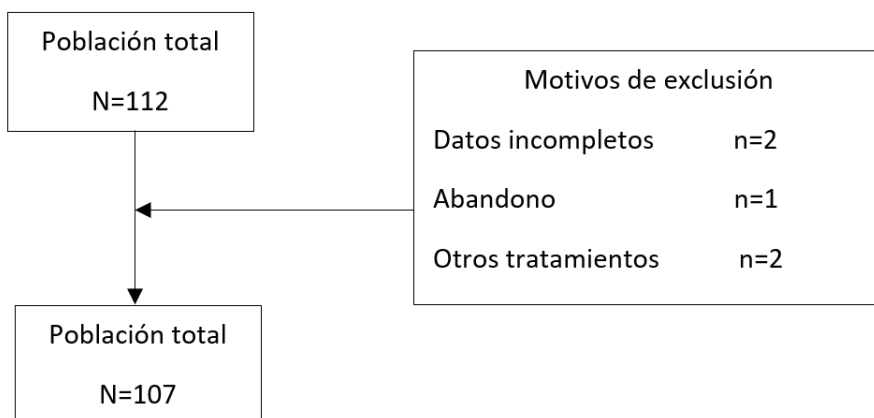 Población total
N=112
Motivos de exclusión
Datos incompletos n=2
Abandono n=1
Otros tratamientos n=2
Población total
N=107